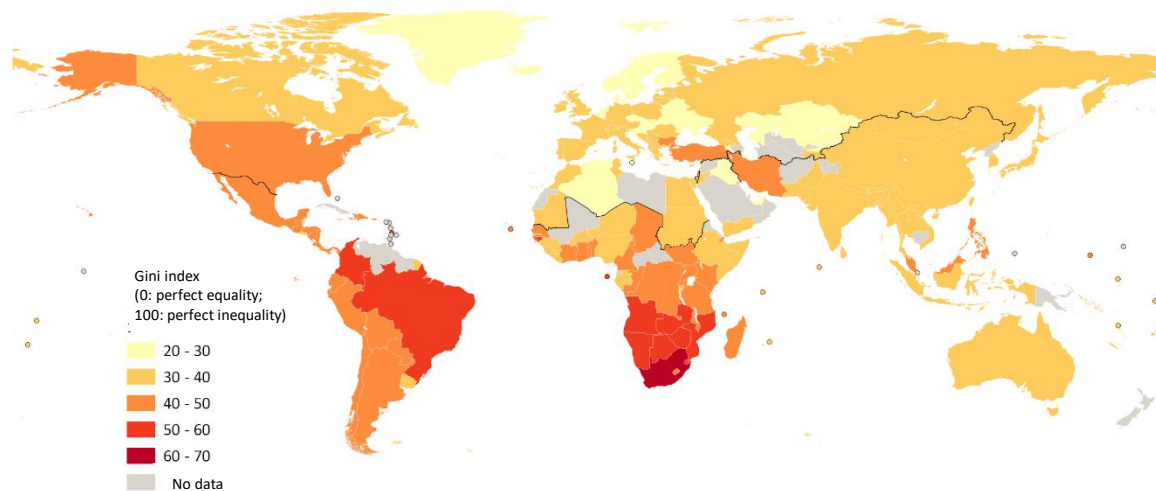 Gini index
(0: perfect equality;
100: perfect inequality)
20 - 30
30 - 40
40 - 50
50 - 60
60 - 70
No data